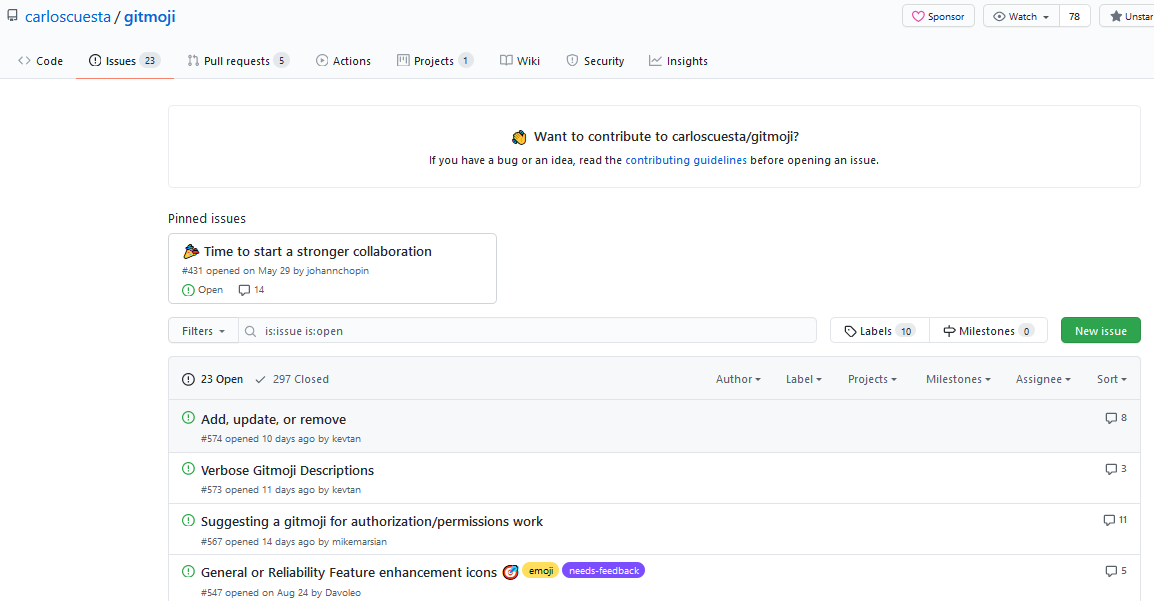 carloscuesta / gitmoji
Sponsor
Watch
78
Unstar
Code
Issues 23
Pull requests 5
Actions
Projects 1
Wiki
Security
Insights
Want to contribute to carloscuesta/gitmoji?
If you have a bug or an idea, read the contributing guidelines before opening an issue.
Pinned issues
Time to start a stronger collaboration
#431 opened on May 29 by johannchopin
Open 14
Filters
is:issue is:open
Labels 10
Milestones 0
New issue
23 Open
297 Closed
Author
Label
Projects
Milestones
Assignee
Sort
Add, update, or remove
8
#574 opened 10 days ago by kevtan
Verbose Gitmoji Descriptions
3
#573 opened 11 days ago by kevtan
Suggesting a gitmoji for authorization/permissions work
11
#567 opened 14 days ago by mikemarsian
General or Reliability Feature enhancement icons emoji needs-feedback
5
#547 opened on Aug 24 by Davoleo